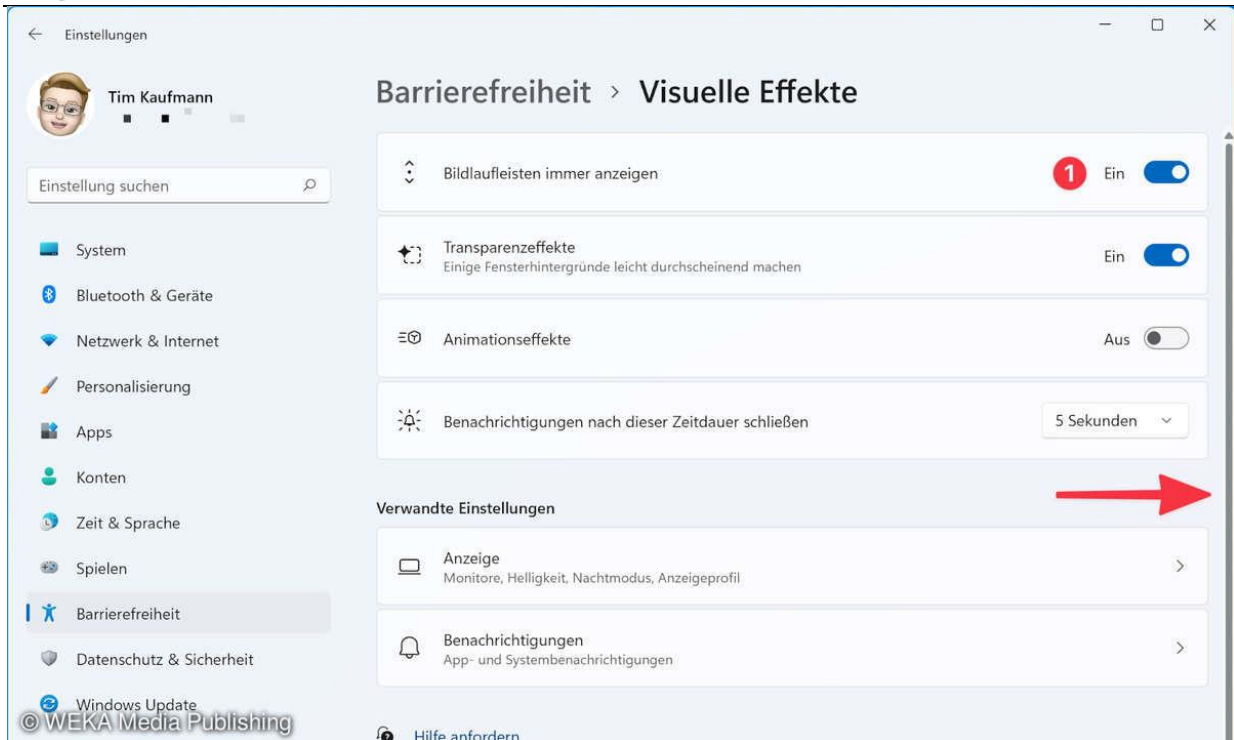 Einstellungen
Tim Kaufmann
Einstellung suchen
System
Bluetooth & Geräte
Netzwerk & Internet
Personalisierung
Apps
Konten
Zeit & Sprache
Spielen
Barrierefreiheit
Datenschutz & Sicherheit
Windows Update
© WEKA Media Publishing
Barrierefreiheit > Visuelle Effekte
Bildlaufleisten immer anzeigen
1 Ein
Transparenzeffekte
Einige Fensterhintergründe leicht durchscheinend machen
Ein
Animationseffekte
Aus
Benachrichtigungen nach dieser Zeitdauer schließen
5 Sekunden
Verwandte Einstellungen
Anzeige
Monitore, Helligkeit, Nachtmodus, Anzeigeprofil
Benachrichtigungen
App- und Systembenachrichtigungen
Hilfe anfordern